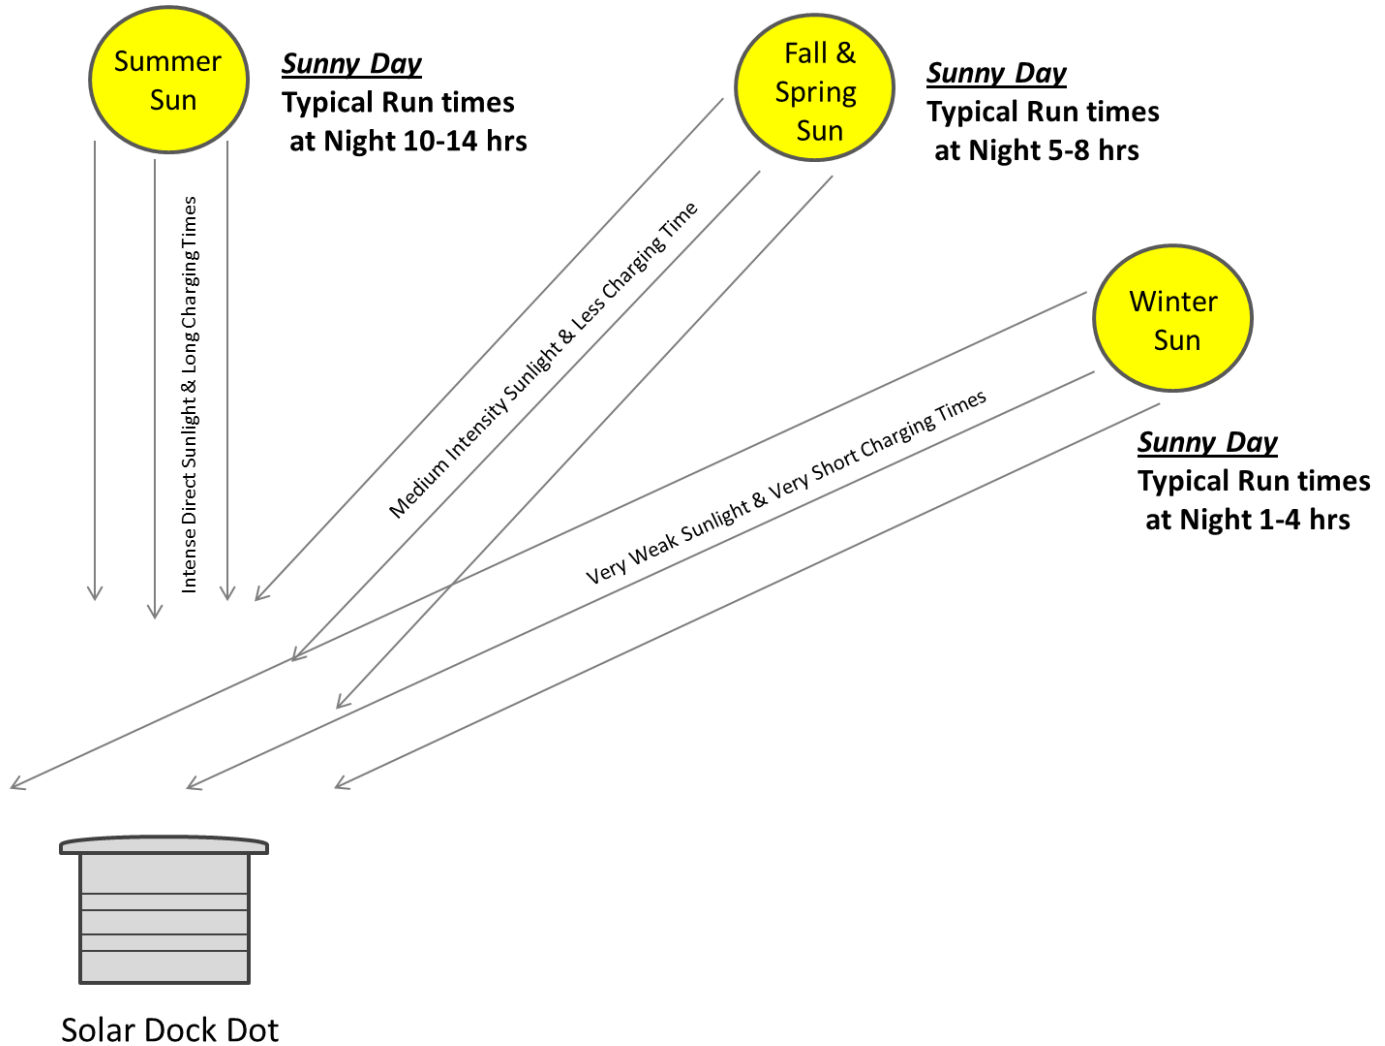 Summer
Sun
Sunny Day
Typical Run times
at Night 10-14 hrs
Fall &
Spring
Sun
Sunny Day
Typical Run times
at Night 5-8 hrs
Intense Direct Sunlight & Long Charging Times
Medium Intensity Sunlight & Less Charging Time
Winter
Sun
Very Weak Sunlight & Very Short Charging Times
Sunny Day
Typical Run times
at Night 1-4 hrs
Solar Dock Dot